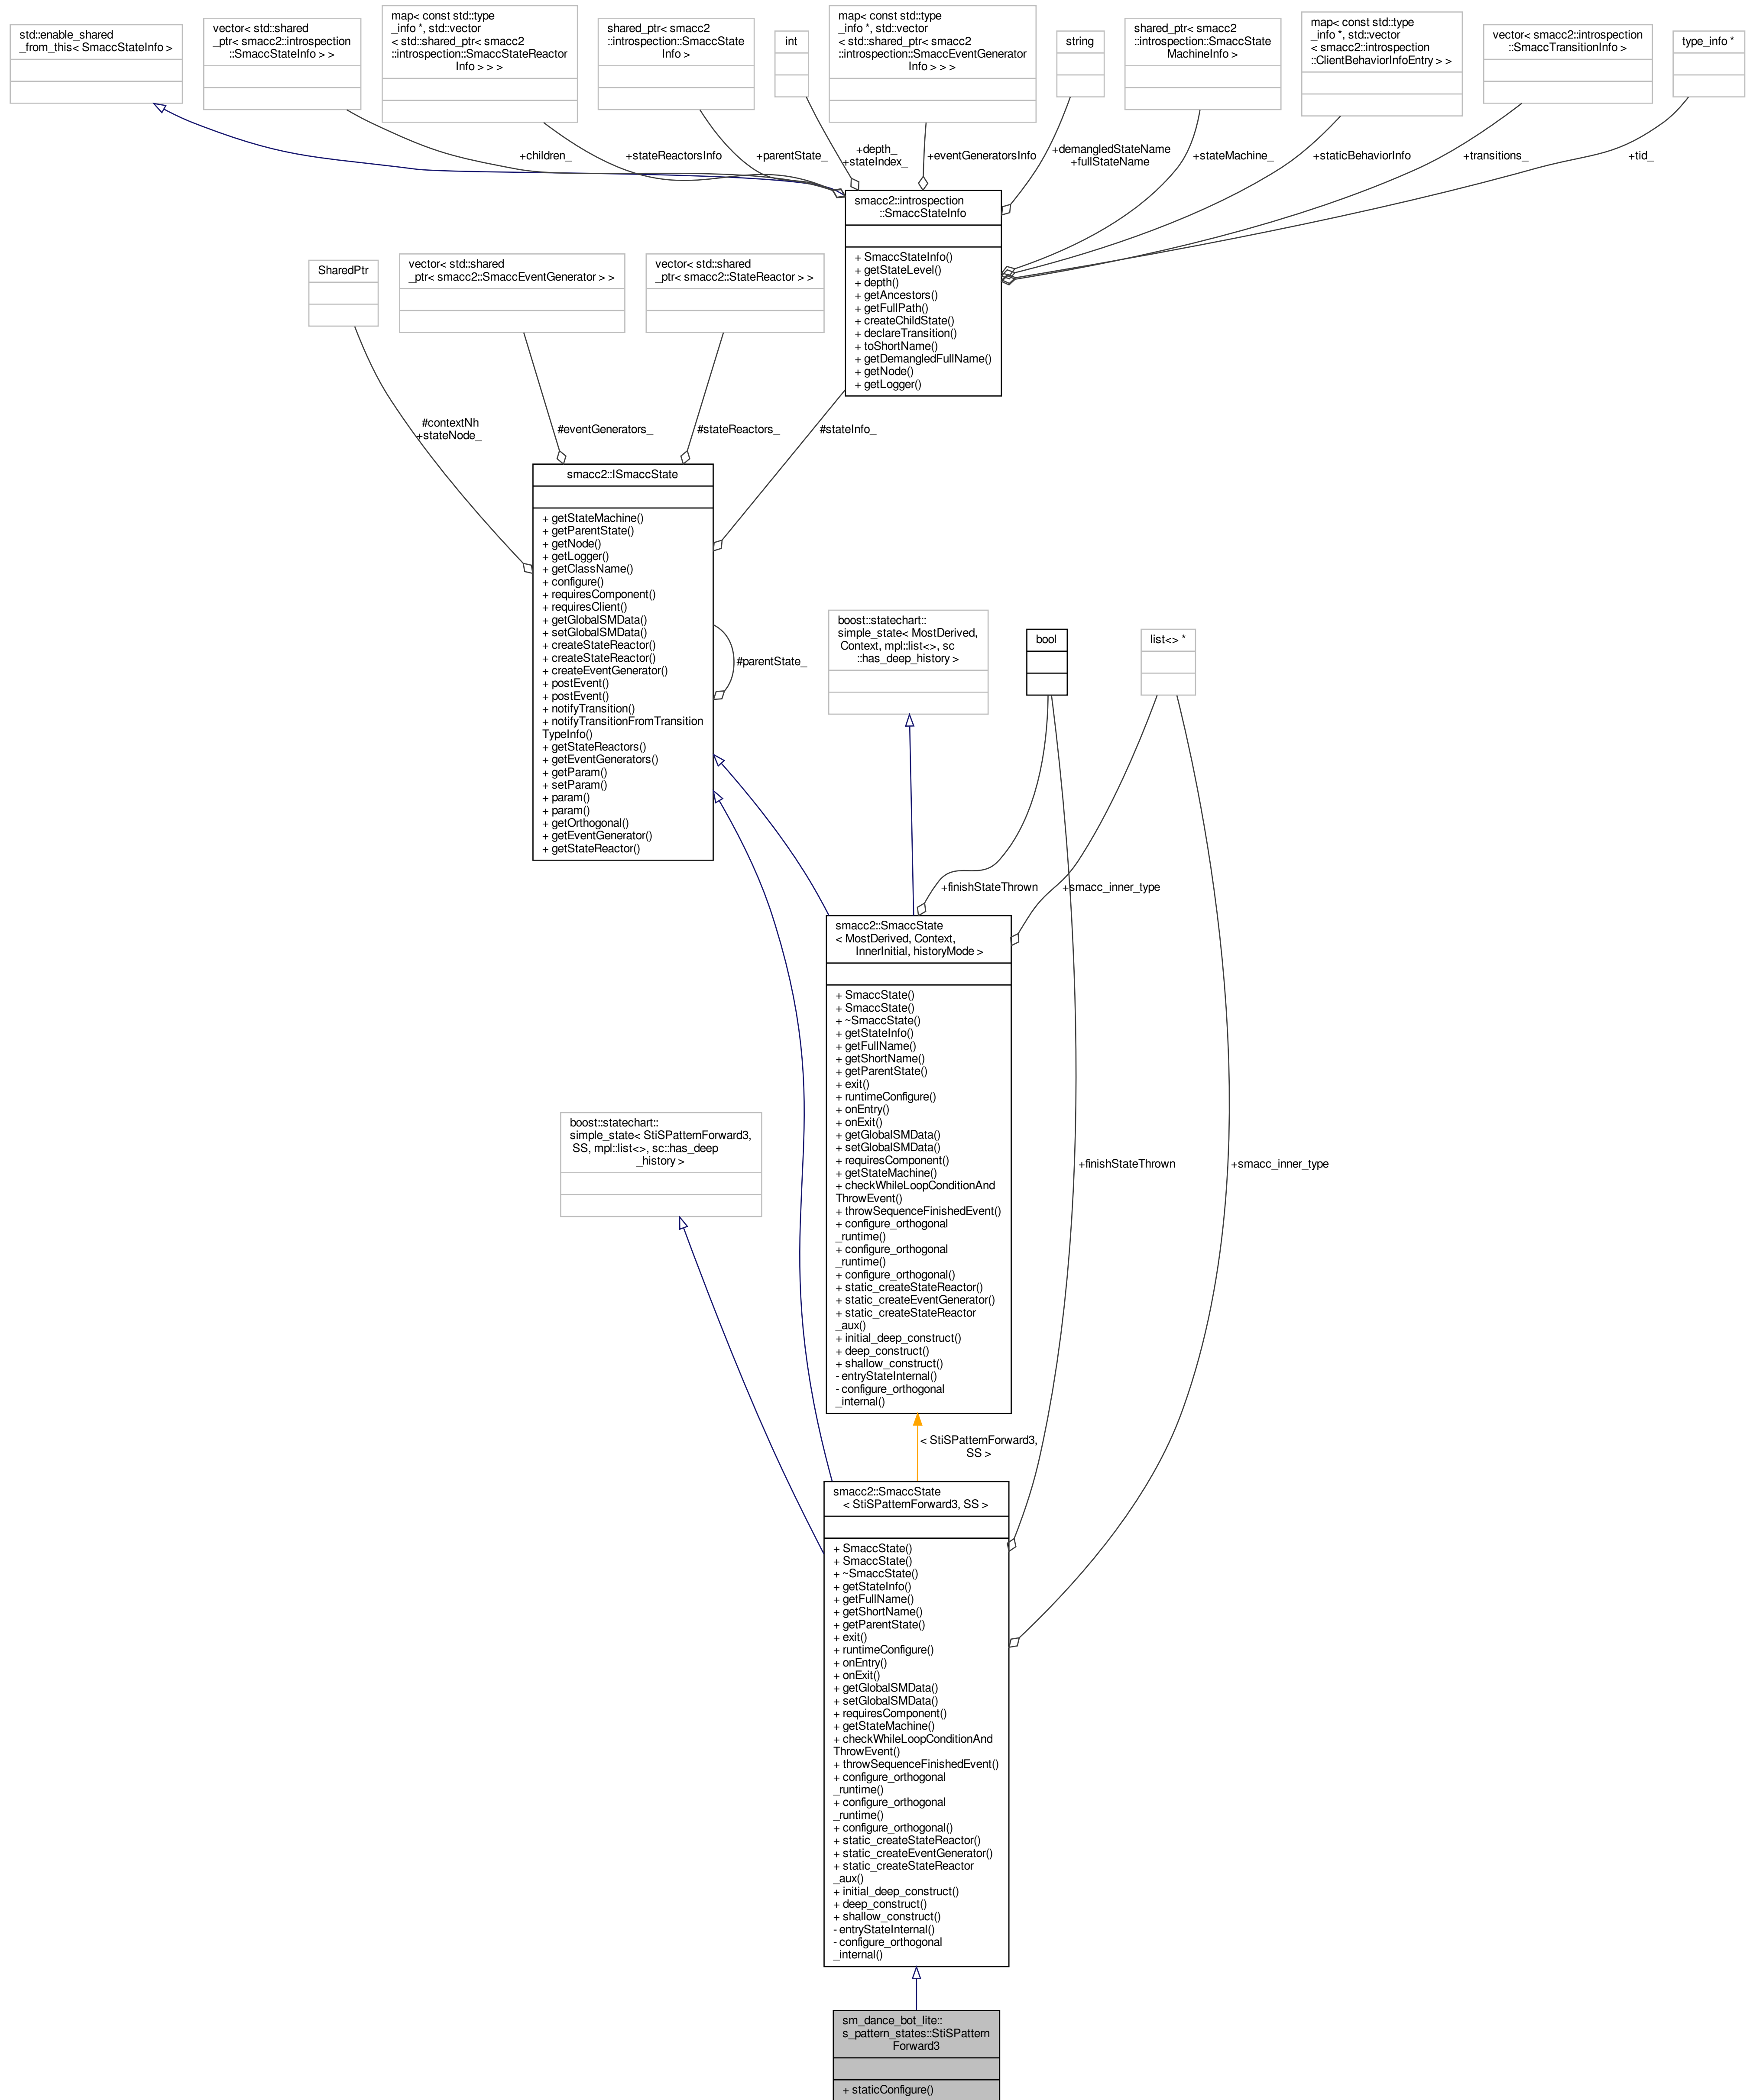 std::enable_shared
_from_this< SmaccStateInfo >
vector< std::shared
_ptr< smacc2::introspection
::SmaccStateInfo > >
map< const std::type
_info *, std::vector
< std::shared_ptr< smacc2
::introspection::SmaccStateReactor
Info > > >
shared_ptr< smacc2
::introspection::SmaccState
Info >
int
map< const std::type
_info *, std::vector
< std::shared_ptr< smacc2
::introspection::SmaccEventGenerator
Info > > >
string
shared_ptr< smacc2
::introspection::SmaccState
MachineInfo >
map< const std::type
_info *, std::vector
< smacc2::introspection
::ClientBehaviorInfoEntry > >
vector< smacc2::introspection
::SmaccTransitionInfo >
type_info *
+children_
+stateReactorsInfo
+parentState_
+depth_
+stateIndex_
+eventGeneratorsInfo
+demangledStateName
+fullStateName
+stateMachine_
+staticBehaviorInfo
+transitions_
+tid_
smacc2::introspection
::SmaccStateInfo
+ SmaccStateInfo()
+ getStateLevel()
+ depth()
+ getAncestors()
+ getFullPath()
+ createChildState()
+ declareTransition()
+ toShortName()
+ getDemangledFullName()
+ getNode()
+ getLogger()
SharedPtr
vector< std::shared
_ptr< smacc2::SmaccEventGenerator > >
vector< std::shared
_ptr< smacc2::StateReactor > >
#contextNh
+stateNode_
#eventGenerators_
#stateReactors_
#stateInfo_
smacc2::ISmaccState
+ getStateMachine()
+ getParentState()
+ getNode()
+ getLogger()
+ getClassName()
+ configure()
+ requiresComponent()
+ requiresClient()
+ getGlobalSMData()
+ setGlobalSMData()
+ createStateReactor()
+ createStateReactor()
+ createEventGenerator()
+ postEvent()
+ postEvent()
+ notifyTransition()
+ notifyTransitionFromTransition
TypeInfo()
+ getStateReactors()
+ getEventGenerators()
+ getParam()
+ setParam()
+ param()
+ param()
+ getOrthogonal()
+ getEventGenerator()
+ getStateReactor()
#parentState_
boost::statechart::
simple_state< MostDerived,
Context, mpl::list<>, sc
::has_deep_history >
bool
list<> *
+finishStateThrown
+smacc_inner_type
smacc2::SmaccState
< MostDerived, Context,
InnerInitial, historyMode >
+ SmaccState()
+ SmaccState()
+ ~SmaccState()
+ getStateInfo()
+ getFullName()
+ getShortName()
+ getParentState()
+ exit()
+ runtimeConfigure()
+ onEntry()
+ onExit()
+ getGlobalSMData()
+ setGlobalSMData()
+ requiresComponent()
+ getStateMachine()
+ checkWhileLoopConditionAnd
ThrowEvent()
+ throwSequenceFinishedEvent()
+ configure_orthogonal
_runtime()
+ configure_orthogonal
_runtime()
+ configure_orthogonal()
+ static_createStateReactor()
+ static_createEventGenerator()
+ static_createStateReactor
_aux()
+ initial_deep_construct()
+ deep_construct()
+ shallow_construct()
- entryStateInternal()
- configure_orthogonal
_internal()
boost::statechart::
simple_state< StiSPatternForward3,
SS, mpl::list<>, sc::has_deep
_history >
+finishStateThrown
+smacc_inner_type
< StiSPatternForward3,
SS >
smacc2::SmaccState
< StiSPatternForward3, SS >
+ SmaccState()
+ SmaccState()
+ ~SmaccState()
+ getStateInfo()
+ getFullName()
+ getShortName()
+ getParentState()
+ exit()
+ runtimeConfigure()
+ onEntry()
+ onExit()
+ getGlobalSMData()
+ setGlobalSMData()
+ requiresComponent()
+ getStateMachine()
+ checkWhileLoopConditionAnd
ThrowEvent()
+ throwSequenceFinishedEvent()
+ configure_orthogonal
_runtime()
+ configure_orthogonal
_runtime()
+ configure_orthogonal()
+ static_createStateReactor()
+ static_createEventGenerator()
+ static_createStateReactor
_aux()
+ initial_deep_construct()
+ deep_construct()
+ shallow_construct()
- entryStateInternal()
- configure_orthogonal
_internal()
sm_dance_bot_lite::
s_pattern_states::StiSPattern
Forward3
+ staticConfigure()